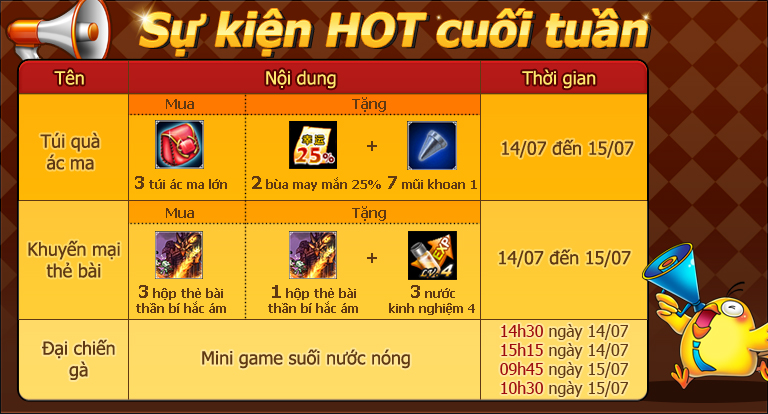 Sự kiện HOT cuối tuần
Tên
Nội dung
Thời gian
Mua
Tặng
Túi quà
ác ma
幸运
25%
+
3 túi ác ma lớn
2 bùa may mắn 25% 7 mũi khoan 1
14/07 đến 15/07
Mua
Tặng
Khuyến mại
thẻ bài
+
EXP
LV.4
3 hộp thẻ bài
thần bí hắc ám
1 hộp thẻ bài
thần bí hắc ám
3 nước
kinh nghiệm 4
14/07 đến 15/07
Đại chiến
gà
Mini game suối nước nóng
14h30 ngày 14/07
15h15 ngày 14/07
09h45 ngày 15/07
10h30 ngày 15/07